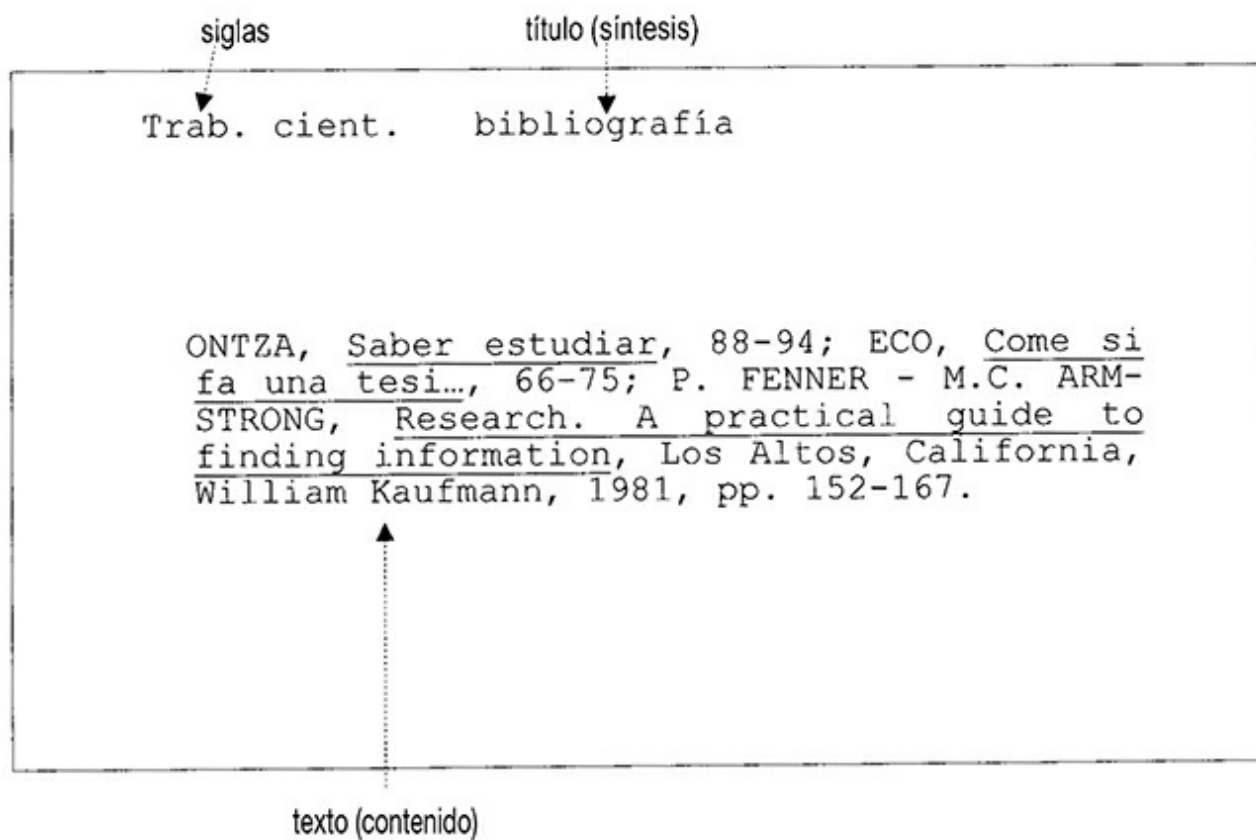 siglas título (síntesis)
Trab. cient. bibliografía
ONTZA, Saber estudiar, 88-94; ECO, Come si
fa una tesi…, 66-75; P. FENNER - M.C. ARM-
STRONG, Research. A practical guide to
finding information, Los Altos, California,
William Kaufmann, 1981, pp. 152-167.
texto (contenido)